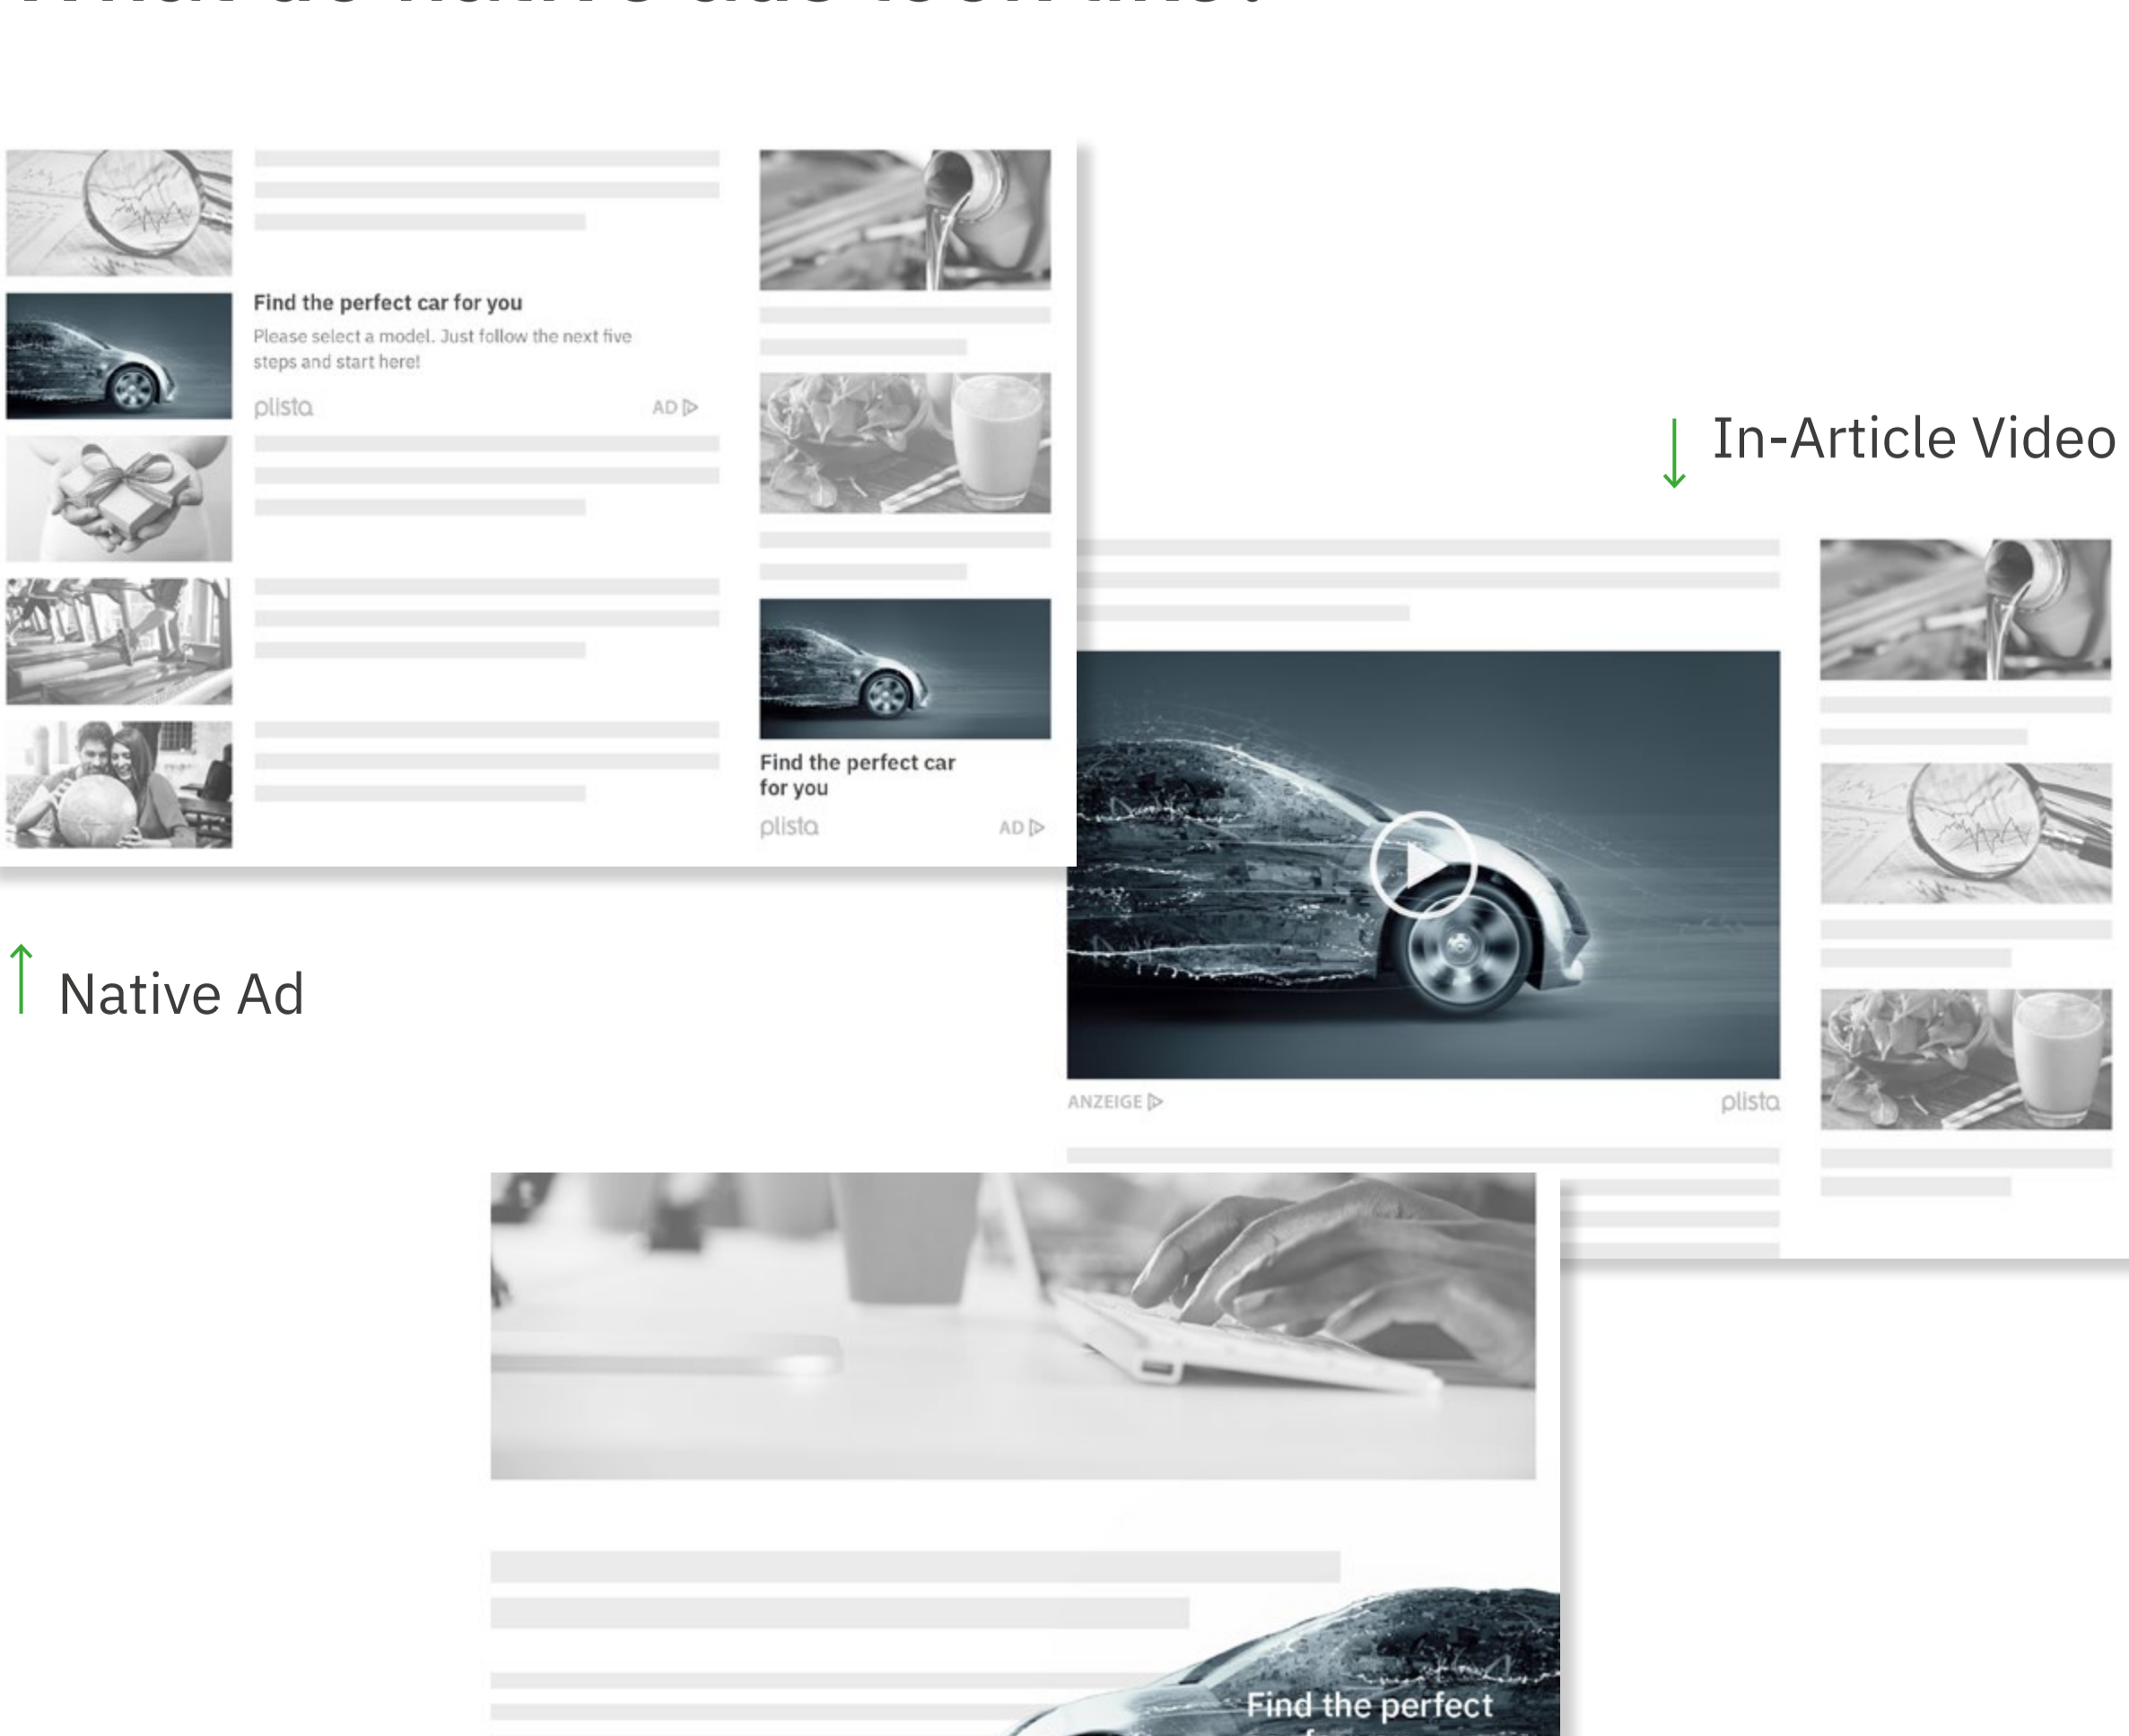 Find the perfect car for you
Please select a model. Just follow the next five
steps and start here!
plista
AD
Find the perfect car
for you
plista
AD
↑ Native Ad
↓ In-Article Video
ANZEIGE
plista
Find the perfect